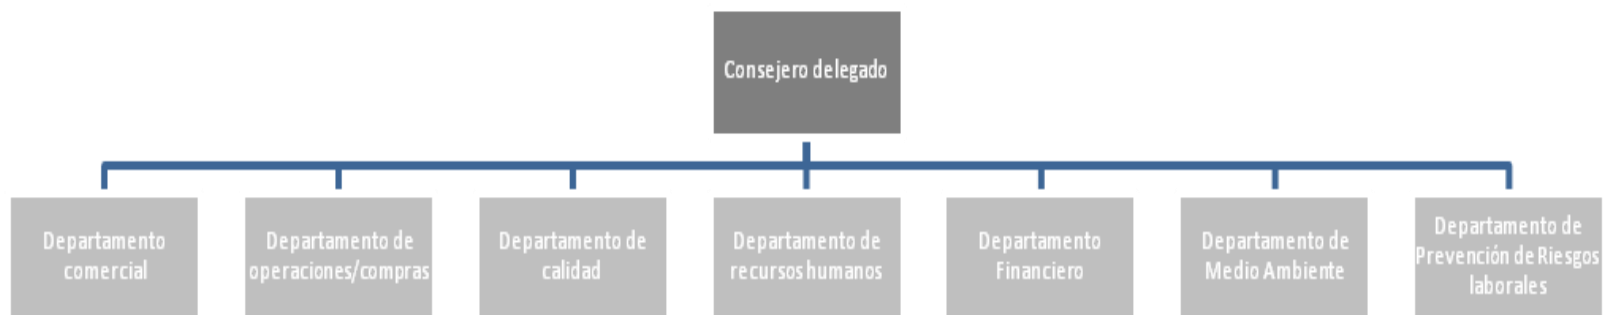 Consejero delegado
Departamento
comercial
Departamento de
operaciones/compras
Departamento de
calidad
Departamento de
recursos humanos
Departamento
Financiero
Departamento de
Medio Ambiente
Departamento de
Prevención de Riesgos
laborales